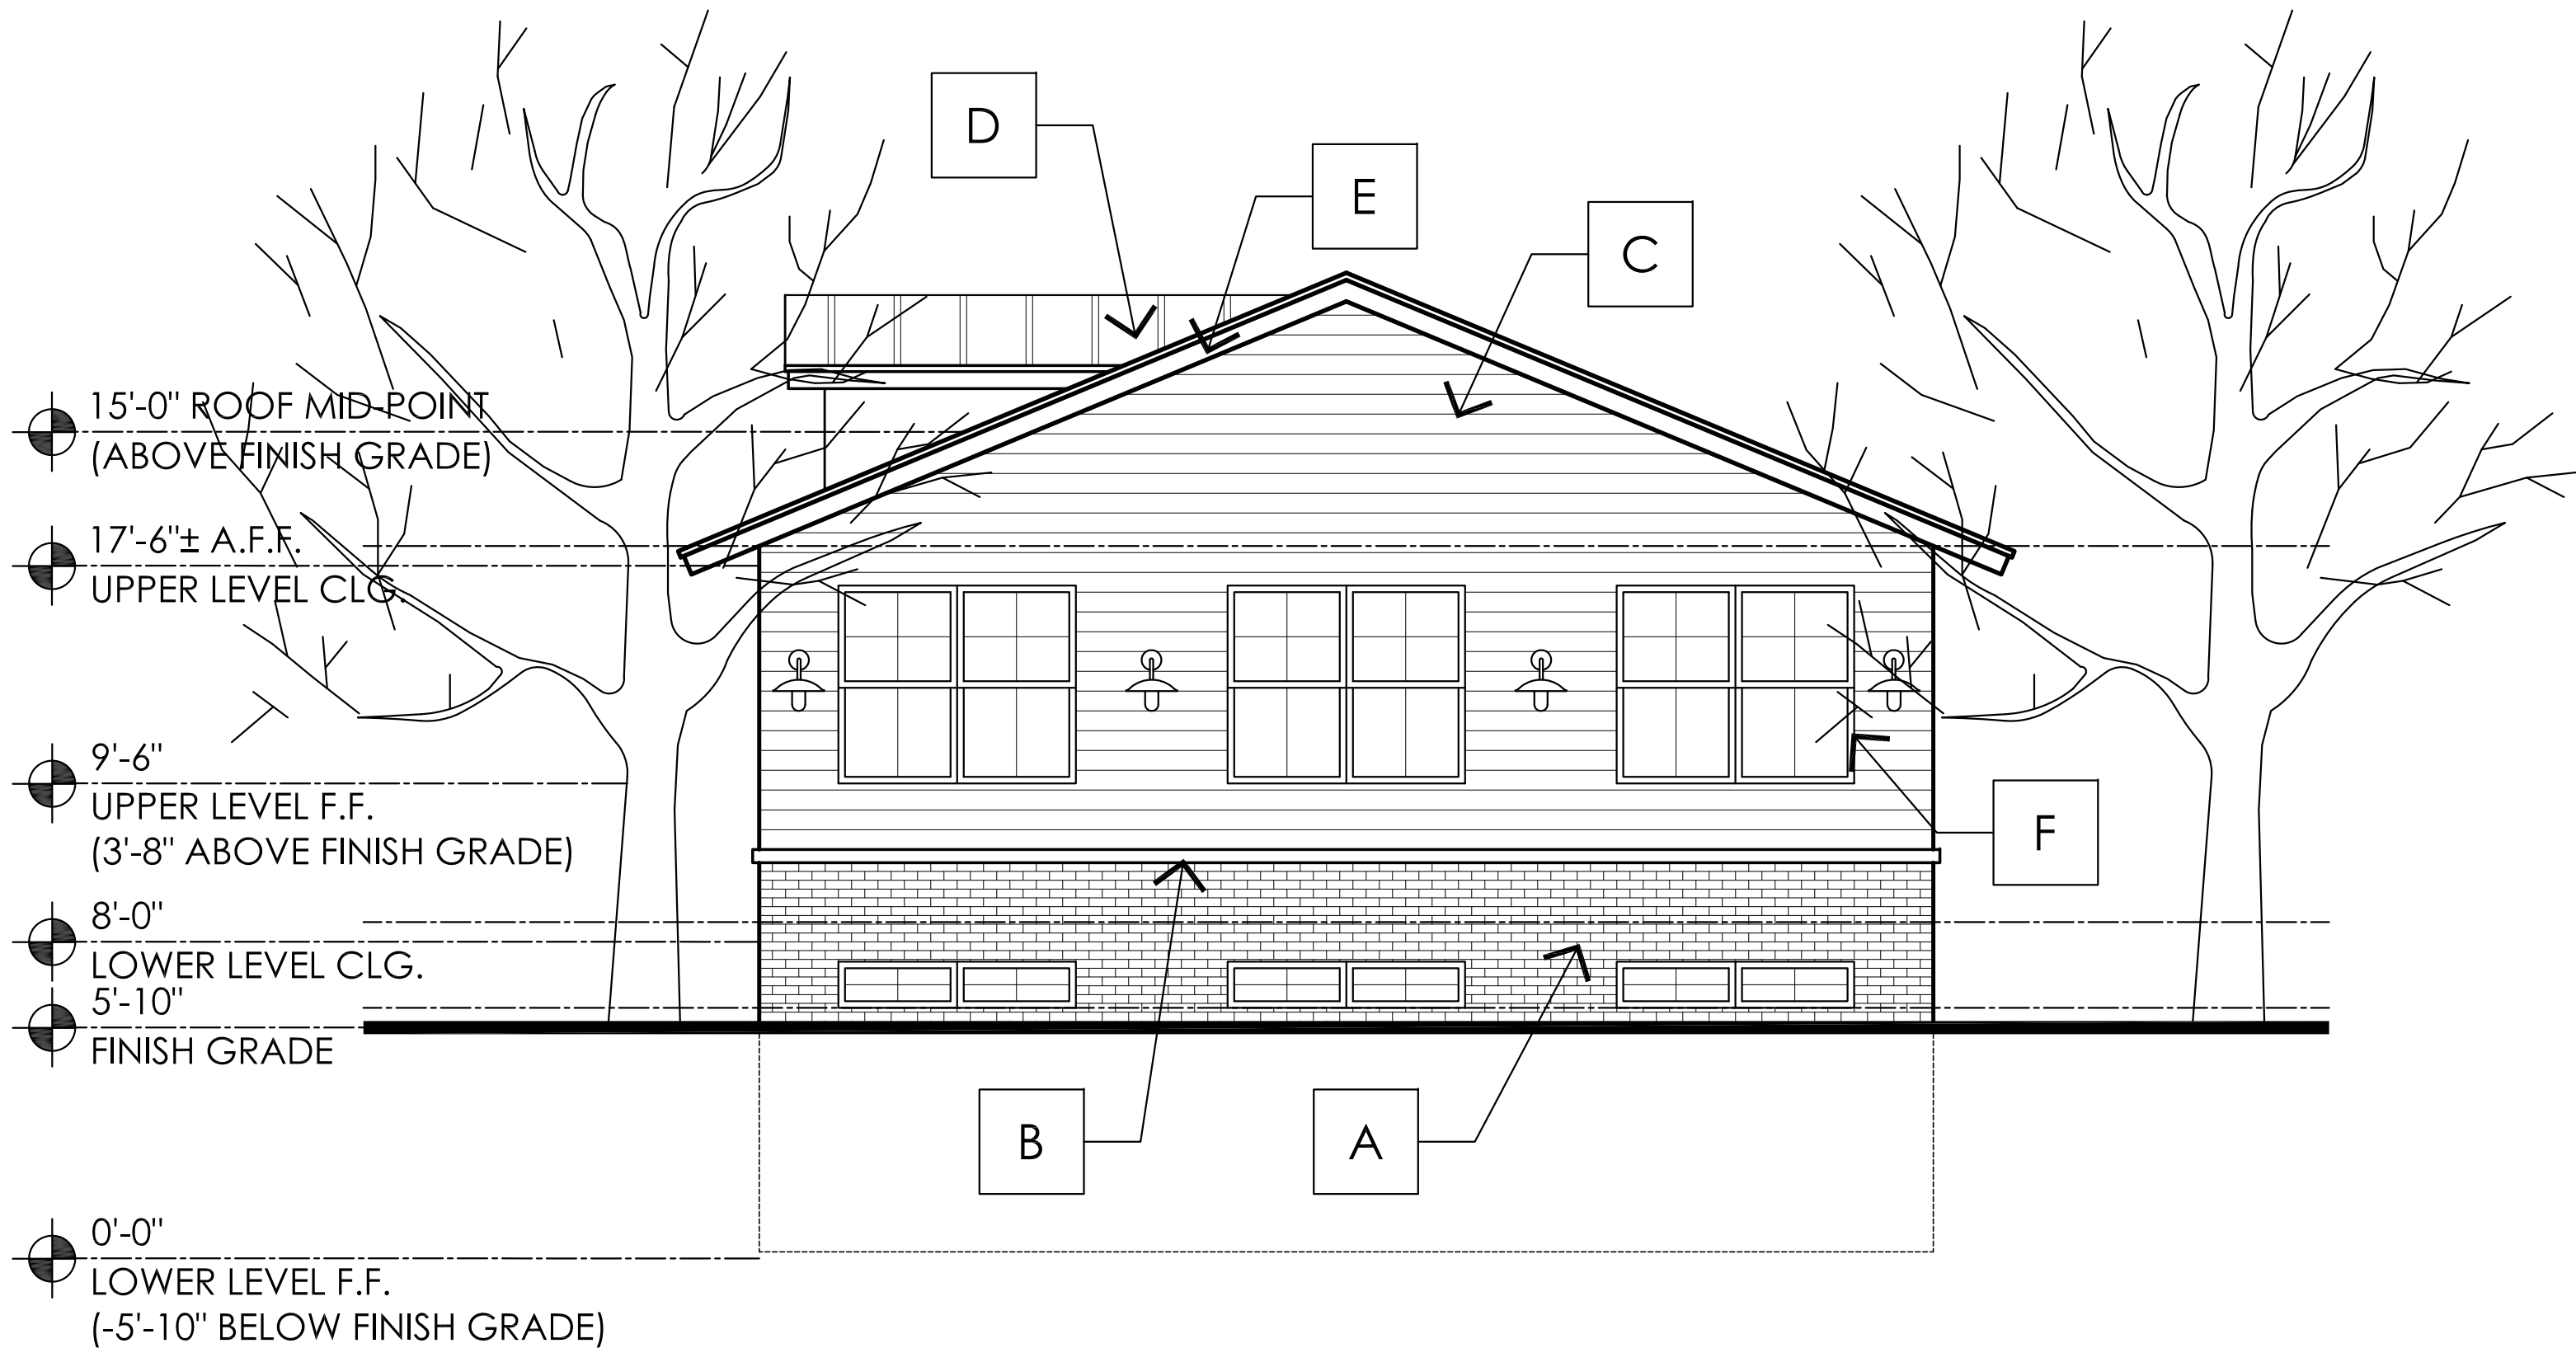 D
E
C
15'-0" ROOF MID-POINT
(ABOVE FINISH GRADE)
17'-6"± A.F.F.
UPPER LEVEL CLG.
9'-6"
UPPER LEVEL F.F.
(3'-8" ABOVE FINISH GRADE)
F
8'-0"
LOWER LEVEL CLG.
5'-10"
FINISH GRADE
B
A
0'-0"
LOWER LEVEL F.F.
(-5'-10" BELOW FINISH GRADE)